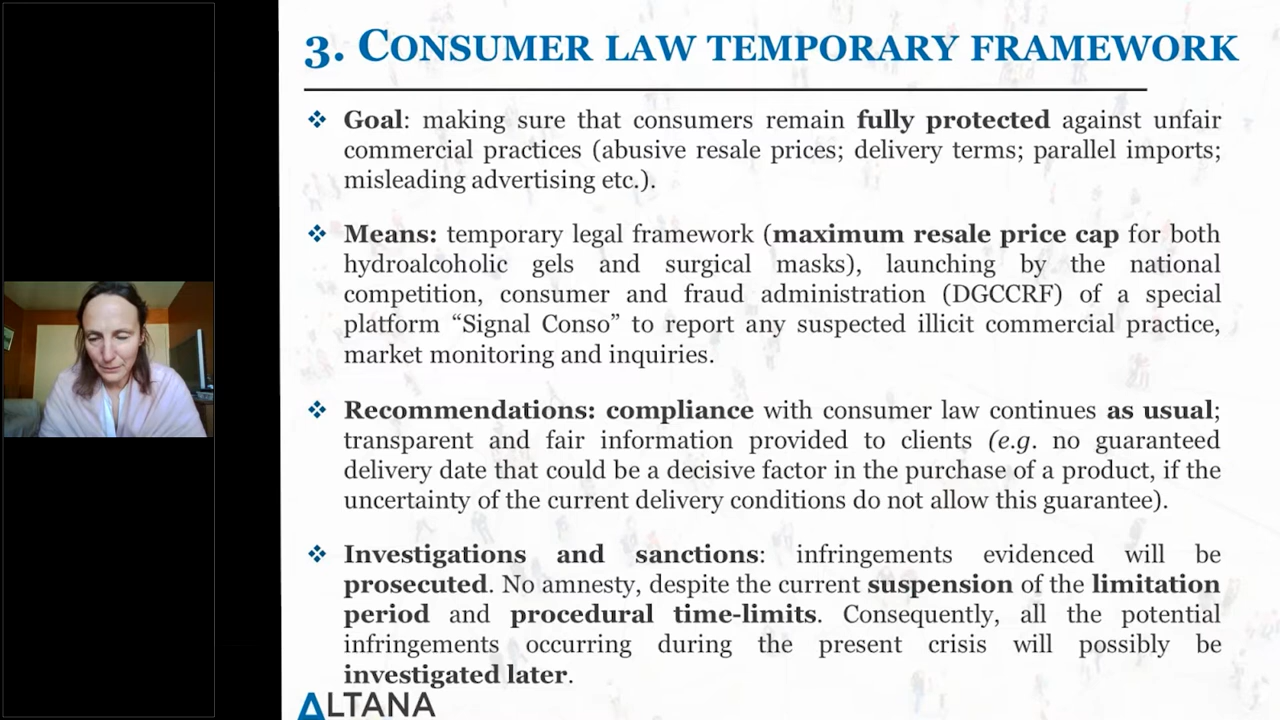 3. CONSUMER LAW TEMPORARY FRAMEWORK
❖ Goal: making sure that consumers remain fully protected against unfair
commercial practices (abusive resale prices; delivery terms; parallel imports;
misleading advertising etc.).
❖ Means: temporary legal framework (maximum resale price cap for both
hydroalcoholic gels and surgical masks), launching by the national
competition, consumer and fraud administration (DGCCRF) of a special
platform “Signal Conso” to report any suspected illicit commercial practice,
market monitoring and inquiries.
❖ Recommendations: compliance with consumer law continues as usual;
transparent and fair information provided to clients (e.g. no guaranteed
delivery date that could be a decisive factor in the purchase of a product, if the
uncertainty of the current delivery conditions do not allow this guarantee).
❖ Investigations and sanctions: infringements evidenced will be
prosecuted. No amnesty, despite the current suspension of the limitation
period and procedural time-limits. Consequently, all the potential
infringements occurring during the present crisis will possibly be
investigated later.
ALTANA